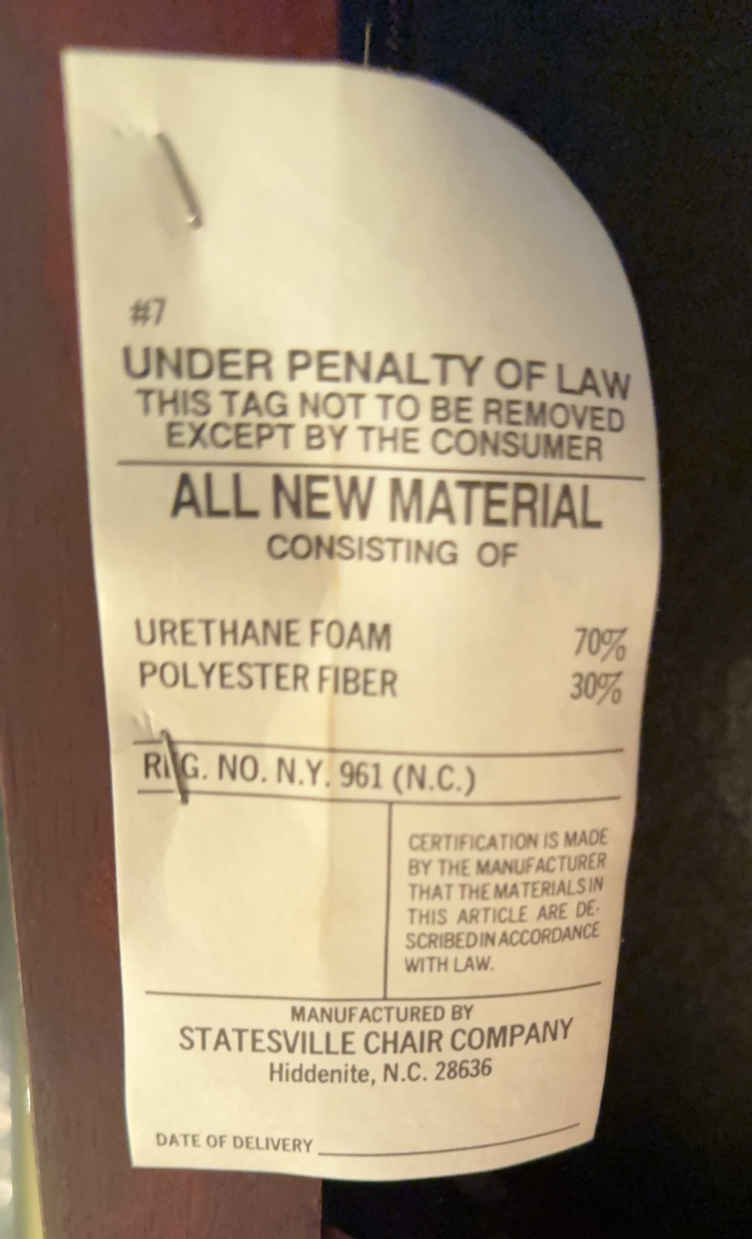 #7
UNDER PENALTY OF LAW
THIS TAG NOT TO BE REMOVED
EXCEPT BY THE CONSUMER
ALL NEW MATERIAL
CONSISTING OF
URETHANE FOAM 70%
POLYESTER FIBER 30%
REG. NO. N.Y. 961 (N.C.)
CERTIFICATION IS MADE
BY THE MANUFACTURER
THAT THE MATERIALS IN
THIS ARTICLE ARE DE-
SCRIBED IN ACCORDANCE
WITH LAW.
MANUFACTURED BY
STATESVILLE CHAIR COMPANY
Hiddenite, N.C. 28636
DATE OF DELIVERY